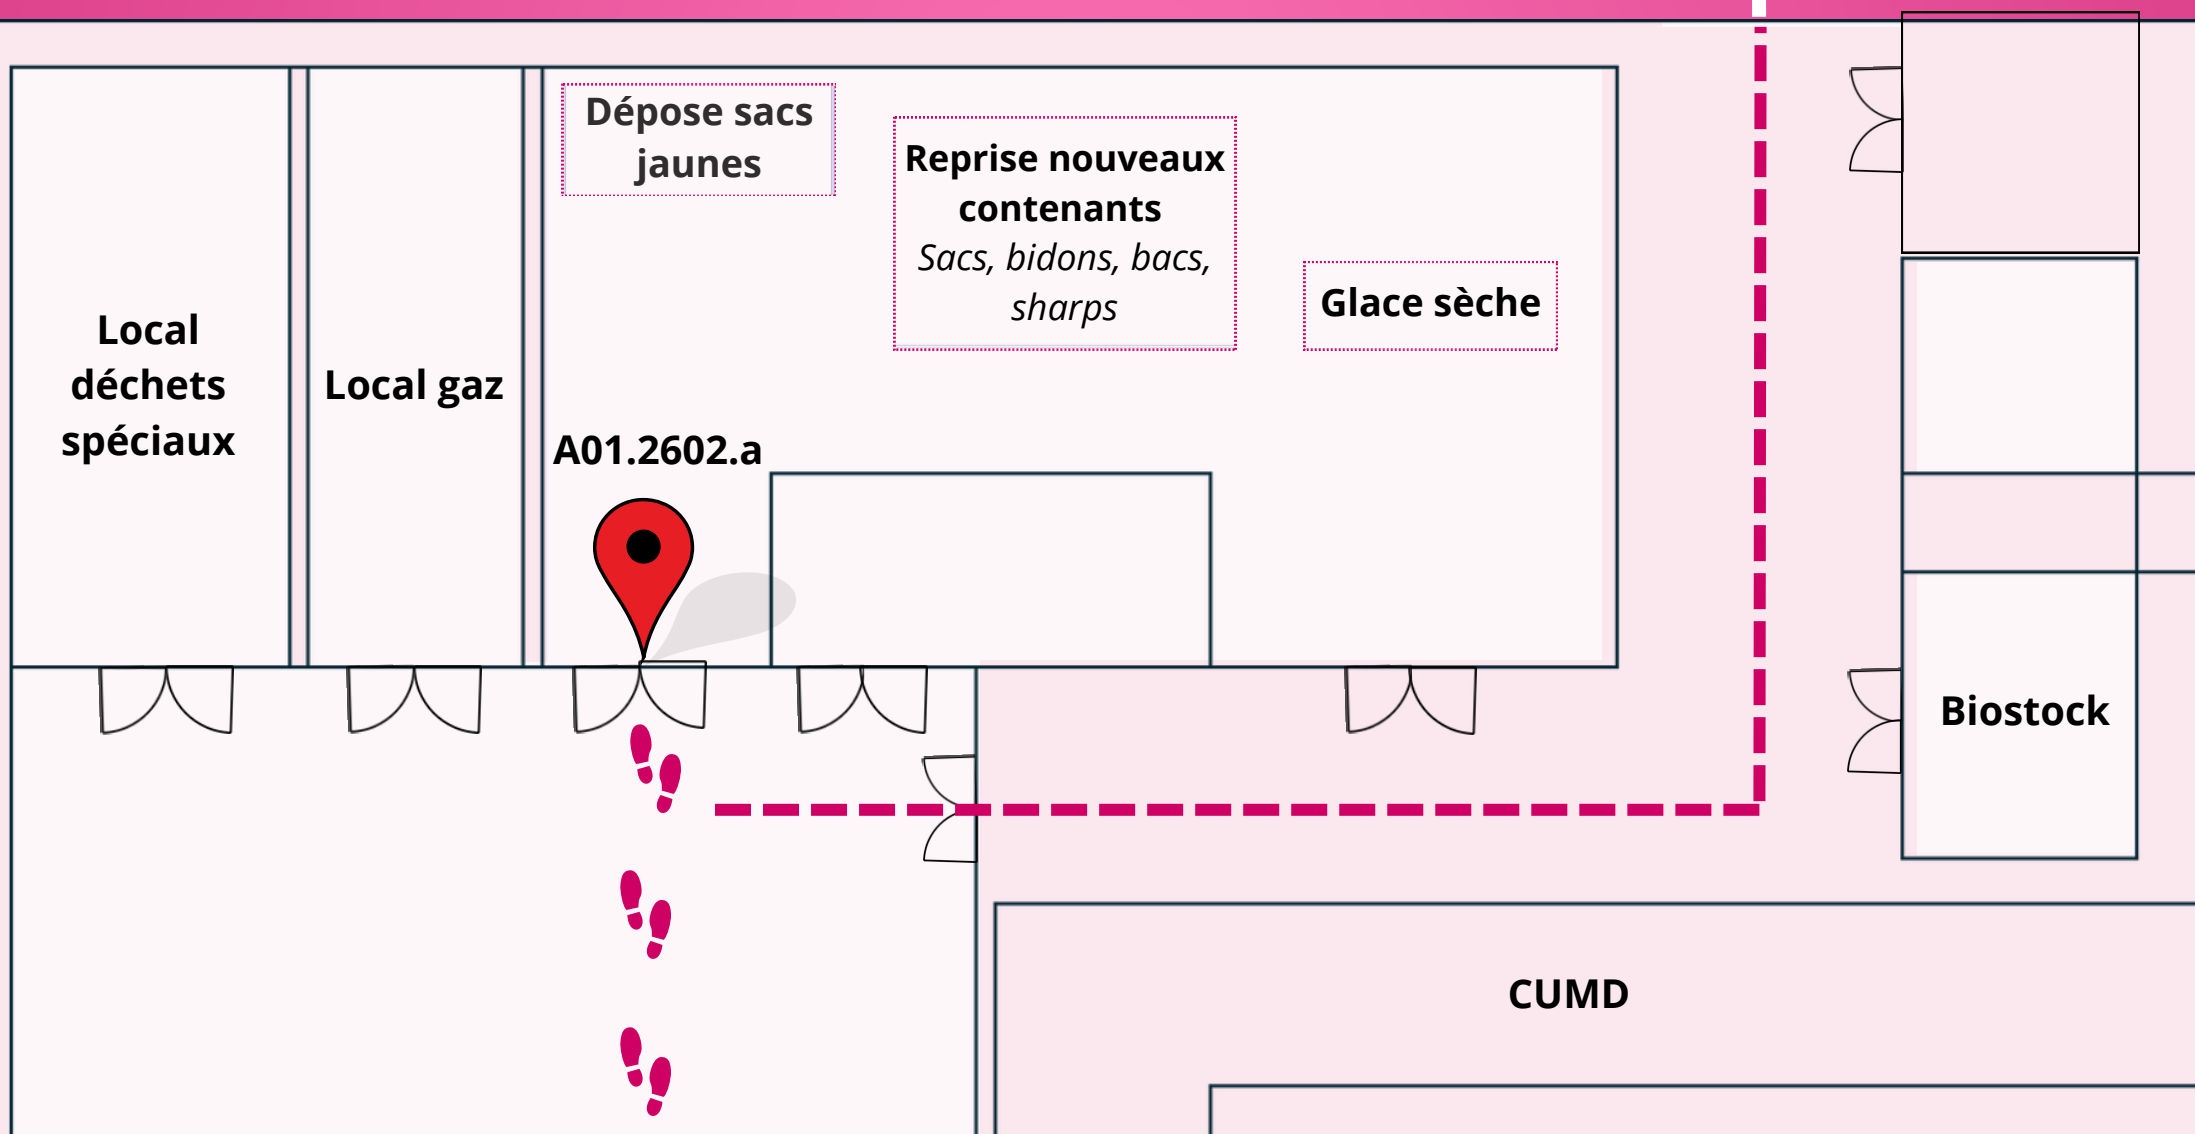 Dépose sacs
jaunes
Reprise nouveaux
contenants
Sacs, bidons, bacs,
sharps
Glace sèche
Local
déchets
spéciaux
Local gaz
A01.2602.a
Biostock
CUMD